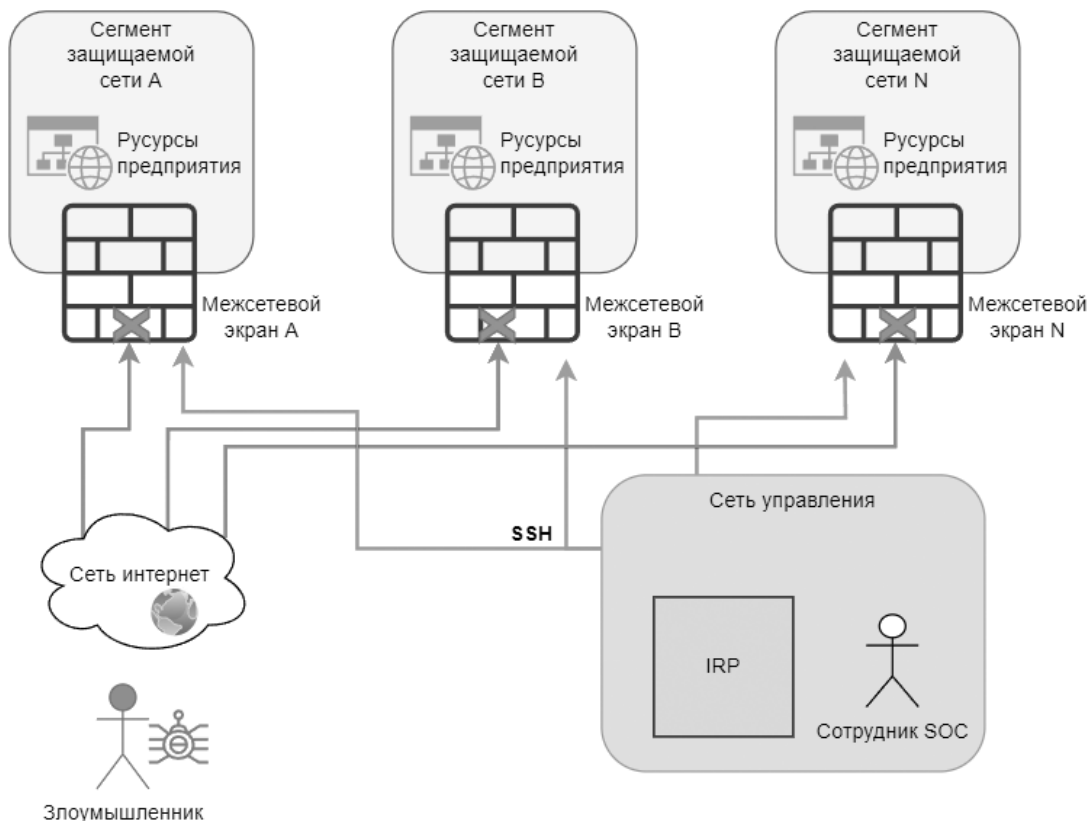 Сегмент
защищаемой
сети A
Сегмент
защищаемой
сети B
Сегмент
защищаемой
сети N
Русурсы
предприятия
Русурсы
предприятия
Русурсы
предприятия
Межсетевой
экран A
Межсетевой
экран B
Межсетевой
экран N
Сеть управления
SSH
Сеть интернет
IRP
Сотрудник SOC
Злоумышленник